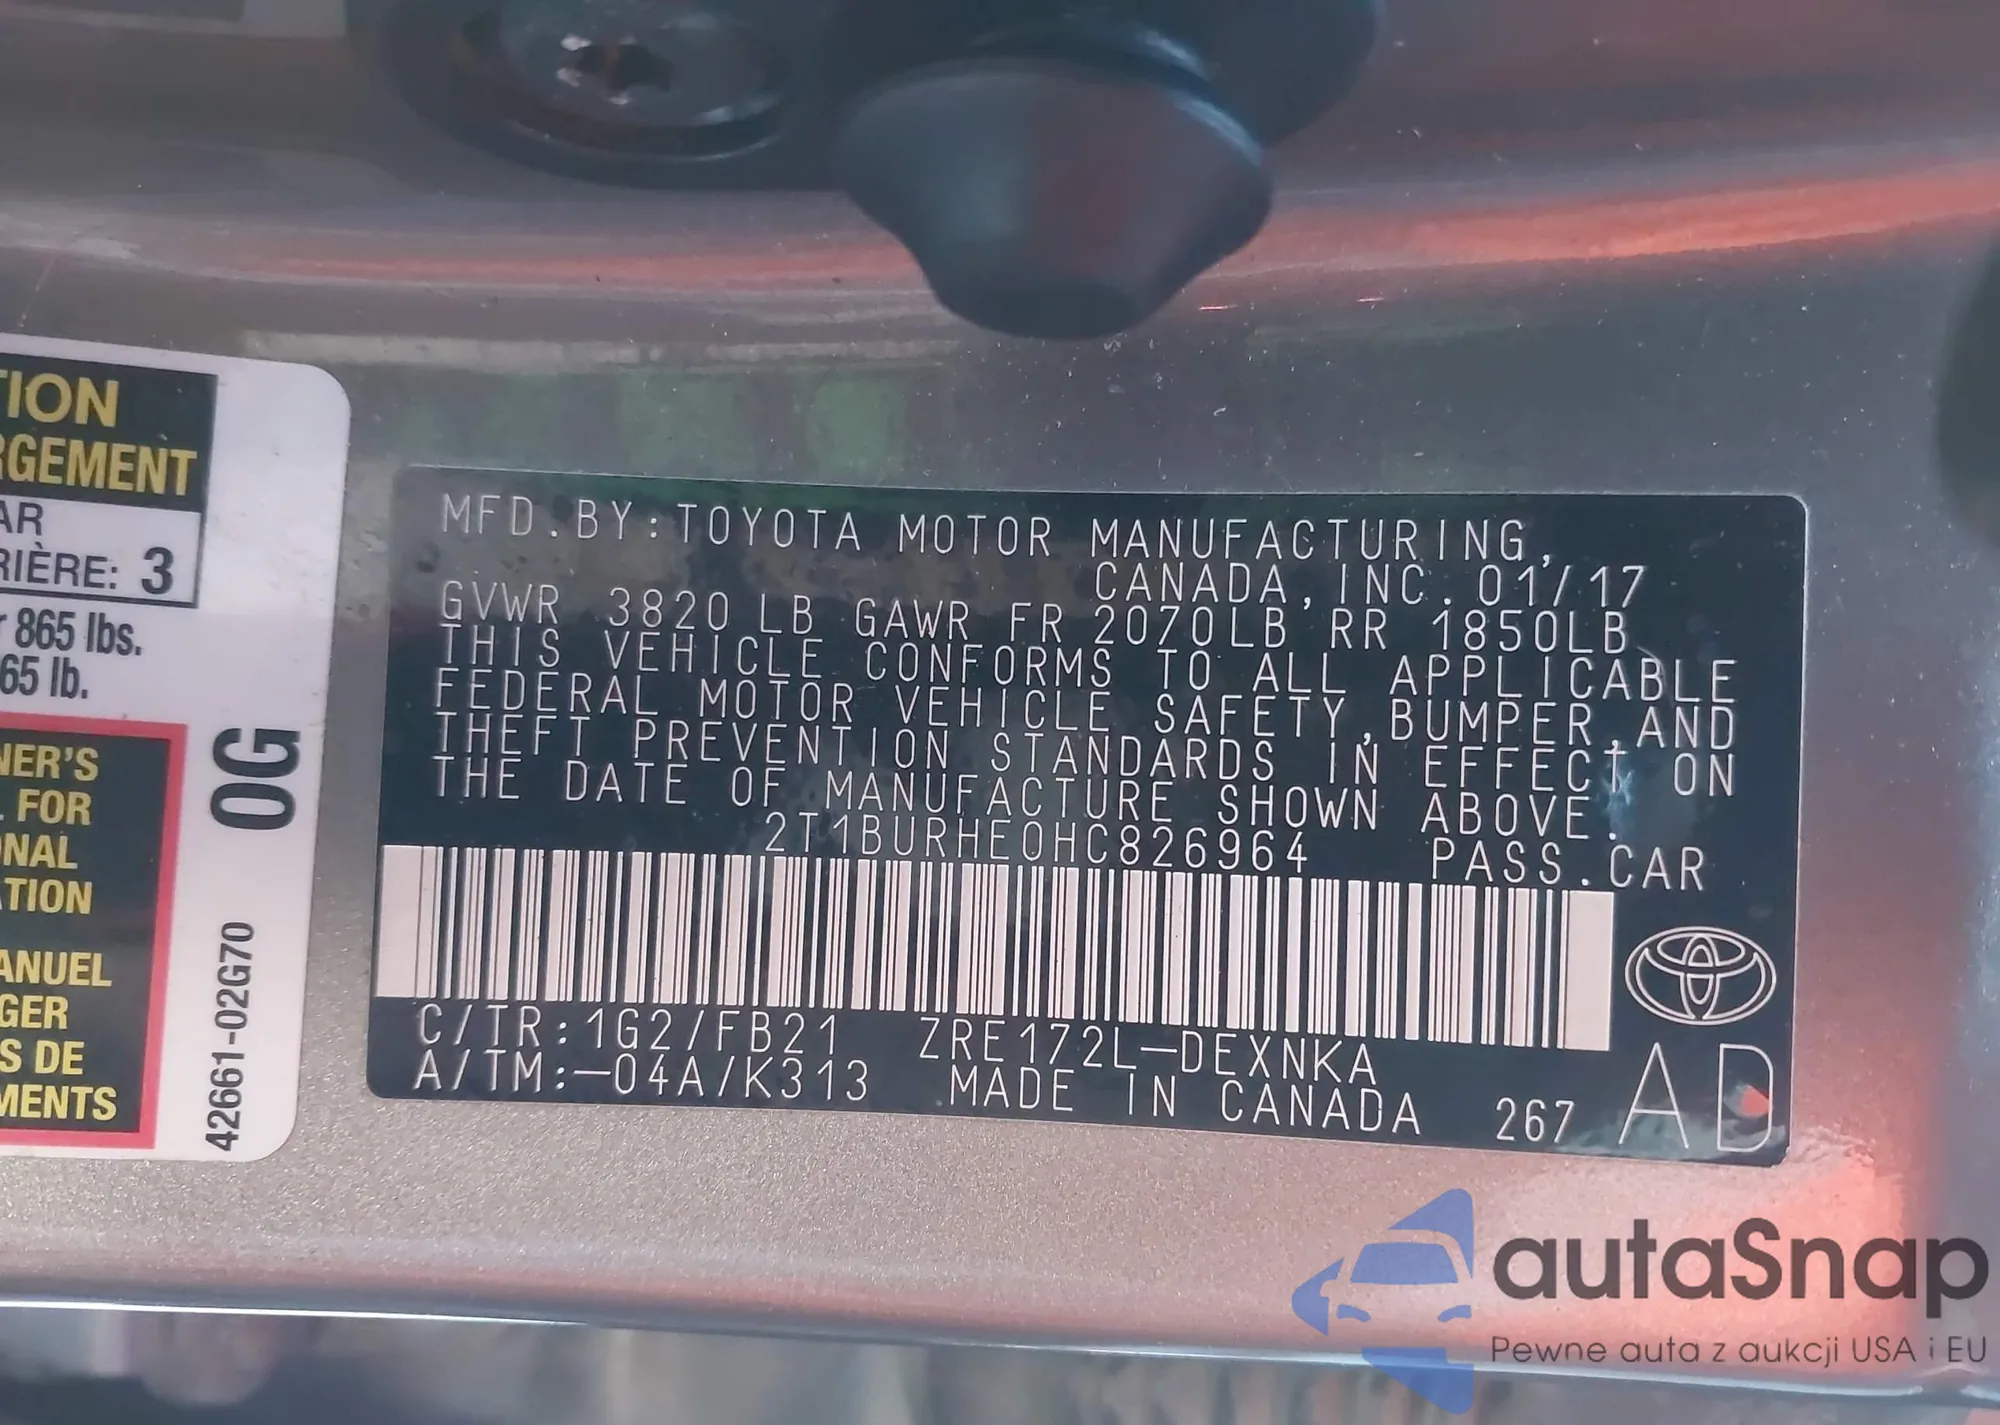 TION
RGEMENT
AR
RIÈRE: 3
r 865 lbs.
65 lb.
NER'S
L FOR
ONAL
ATION
ANUEL
GER
S DE
MENTS
0G
42661-02G70
MFD.BY:TOYOTA MOTOR MANUFACTURING,
CANADA,INC. 01/17
GVWR 3820 LB GAWR FR 2070LB RR 1850LB
THIS VEHICLE CONFORMS TO ALL APPLICABLE
FEDERAL MOTOR VEHICLE SAFETY,BUMPER,AND
THEFT PREVENTION STANDARDS IN EFFECT ON
THE DATE OF MANUFACTURE SHOWN ABOVE.
2T1BURHE0HC826964 PASS.CAR
C/TR:1G2/FB21 ZRE172L-DEXNKA
A/TM:-04A/K313 MADE IN CANADA 267 AD
autaSnap
Pewne auta z aukcji USA i EU